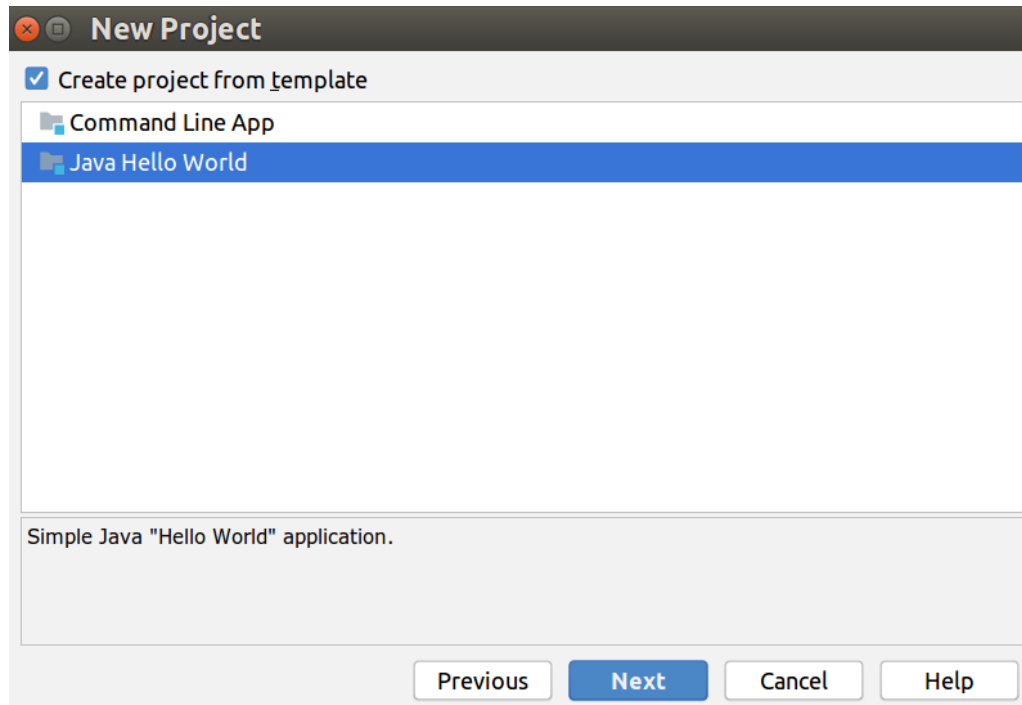 New Project
Create project from template
Command Line App
Java Hello World
Simple Java "Hello World" application.
Previous Next Cancel Help